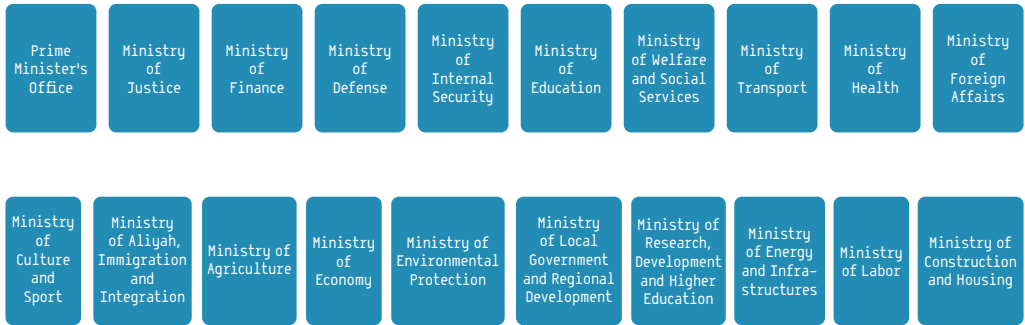 Prime
Minister's
Office
Ministry
of
Justice
Ministry
of
Finance
Ministry
of
Defense
Ministry
of
Internal
Security
Ministry
of
Education
Ministry
of Welfare
and Social
Services
Ministry
of
Transport
Ministry
of
Health
Ministry
of
Foreign
Affairs
Ministry
of
Culture
and
Sport
Ministry
of Aliyah,
Immigration
and
Integration
Ministry of
Agriculture
Ministry
of
Economy
Ministry of
Environmental
Protection
Ministry
of Local
Government
and Regional
Development
Ministry of
Research,
Development
and Higher
Education
Ministry
of Energy
and Infra-
structures
Ministry
of Labor
Ministry of
Construction
and Housing